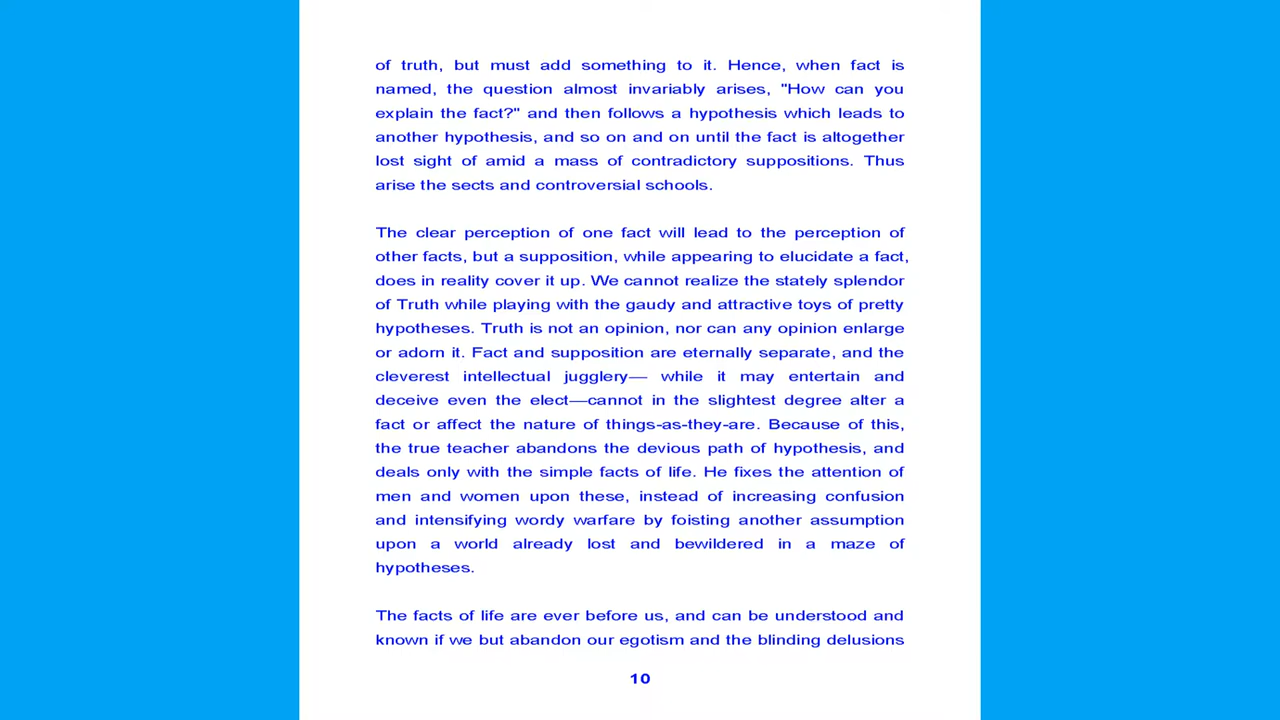 of truth, but must add something to it. Hence, when fact is
named, the question almost invariably arises, "How can you
explain the fact?" and then follows a hypothesis which leads to
another hypothesis, and so on and on until the fact is altogether
lost sight of amid a mass of contradictory suppositions. Thus
arise the sects and controversial schools.
The clear perception of one fact will lead to the perception of
other facts, but a supposition, while appearing to elucidate a fact,
does in reality cover it up. We cannot realize the stately splendor
of Truth while playing with the gaudy and attractive toys of pretty
hypotheses. Truth is not an opinion, nor can any opinion enlarge
or adorn it. Fact and supposition are eternally separate, and the
cleverest intellectual jugglery— while it may entertain and
deceive even the elect—cannot in the slightest degree alter a
fact or affect the nature of things-as-they-are. Because of this,
the true teacher abandons the devious path of hypothesis, and
deals only with the simple facts of life. He fixes the attention of
men and women upon these, instead of increasing confusion
and intensifying wordy warfare by foisting another assumption
upon a world already lost and bewildered in a maze of
hypotheses.
The facts of life are ever before us, and can be understood and
known if we but abandon our egotism and the blinding delusions
10